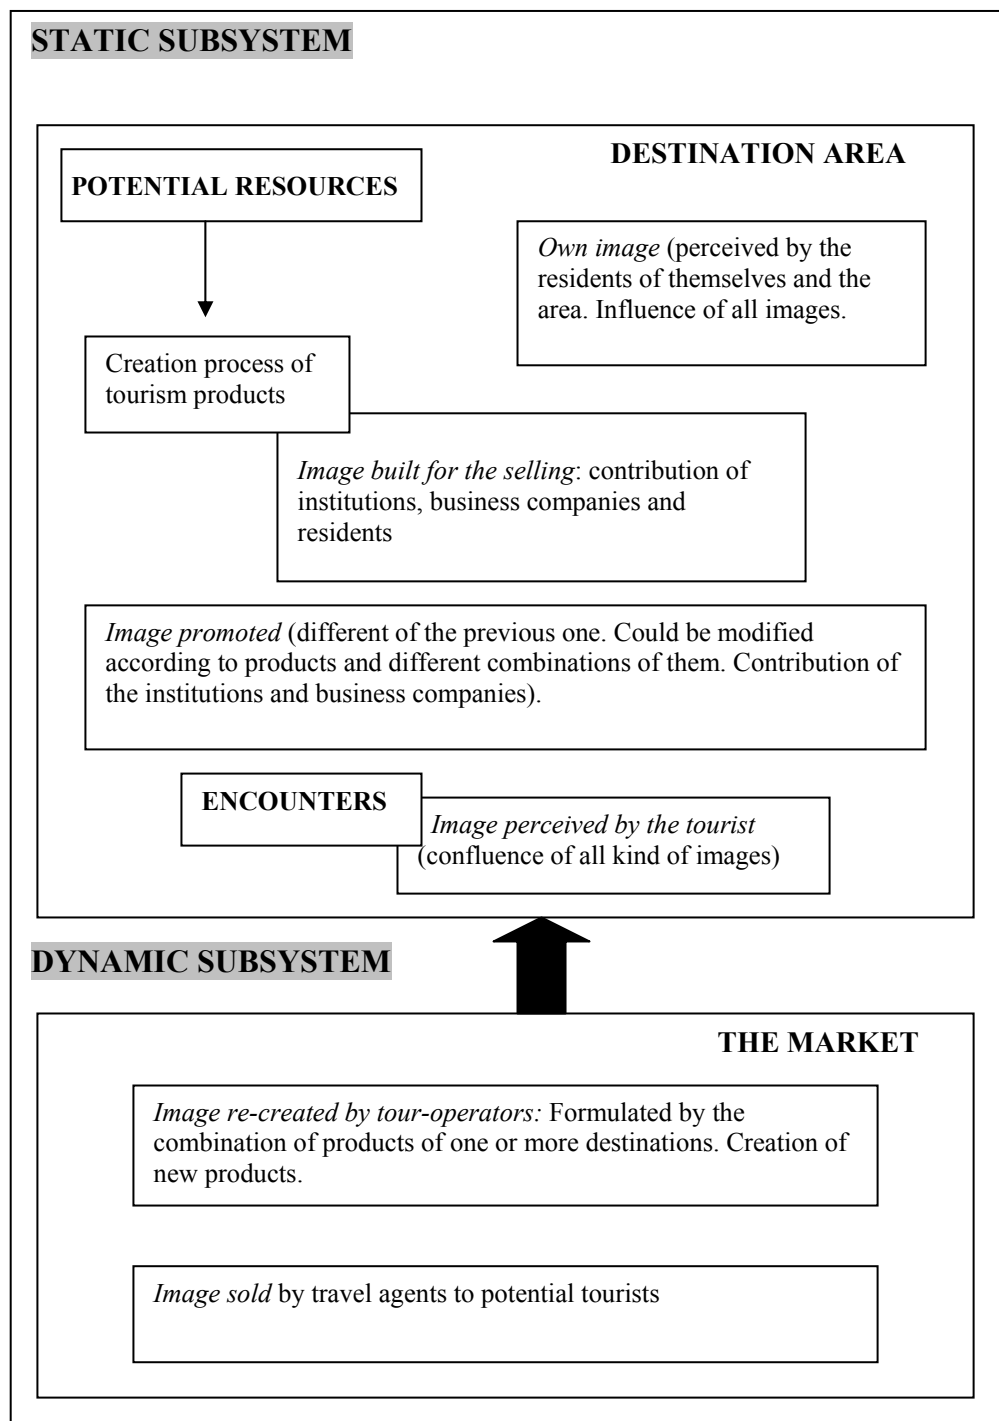 STATIC SUBSYSTEM
DESTINATION AREA
POTENTIAL RESOURCES
Own image (perceived by the
residents of themselves and the
area. Influence of all images.
Creation process of
tourism products
Image built for the selling: contribution of
institutions, business companies and
residents
Image promoted (different of the previous one. Could be modified
according to products and different combinations of them. Contribution of
the institutions and business companies).
ENCOUNTERS
Image perceived by the tourist
(confluence of all kind of images)
DYNAMIC SUBSYSTEM
THE MARKET
Image re-created by tour-operators: Formulated by the
combination of products of one or more destinations. Creation of
new products.
Image sold by travel agents to potential tourists